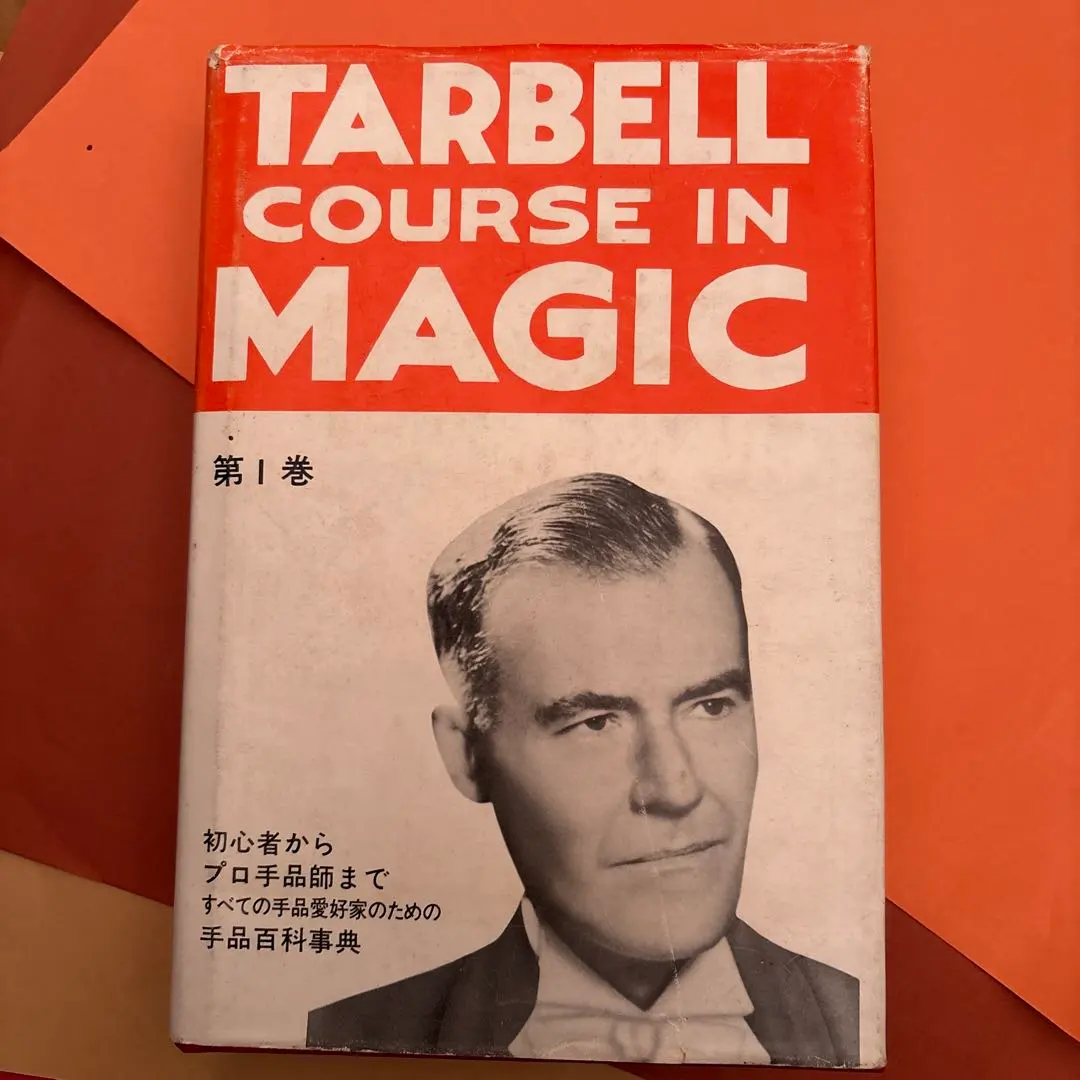 TARBELL
COURSE IN
MAGIC
第1巻
初心者から
プロ手品師まで
すべての手品愛好家のための
手品百科事典